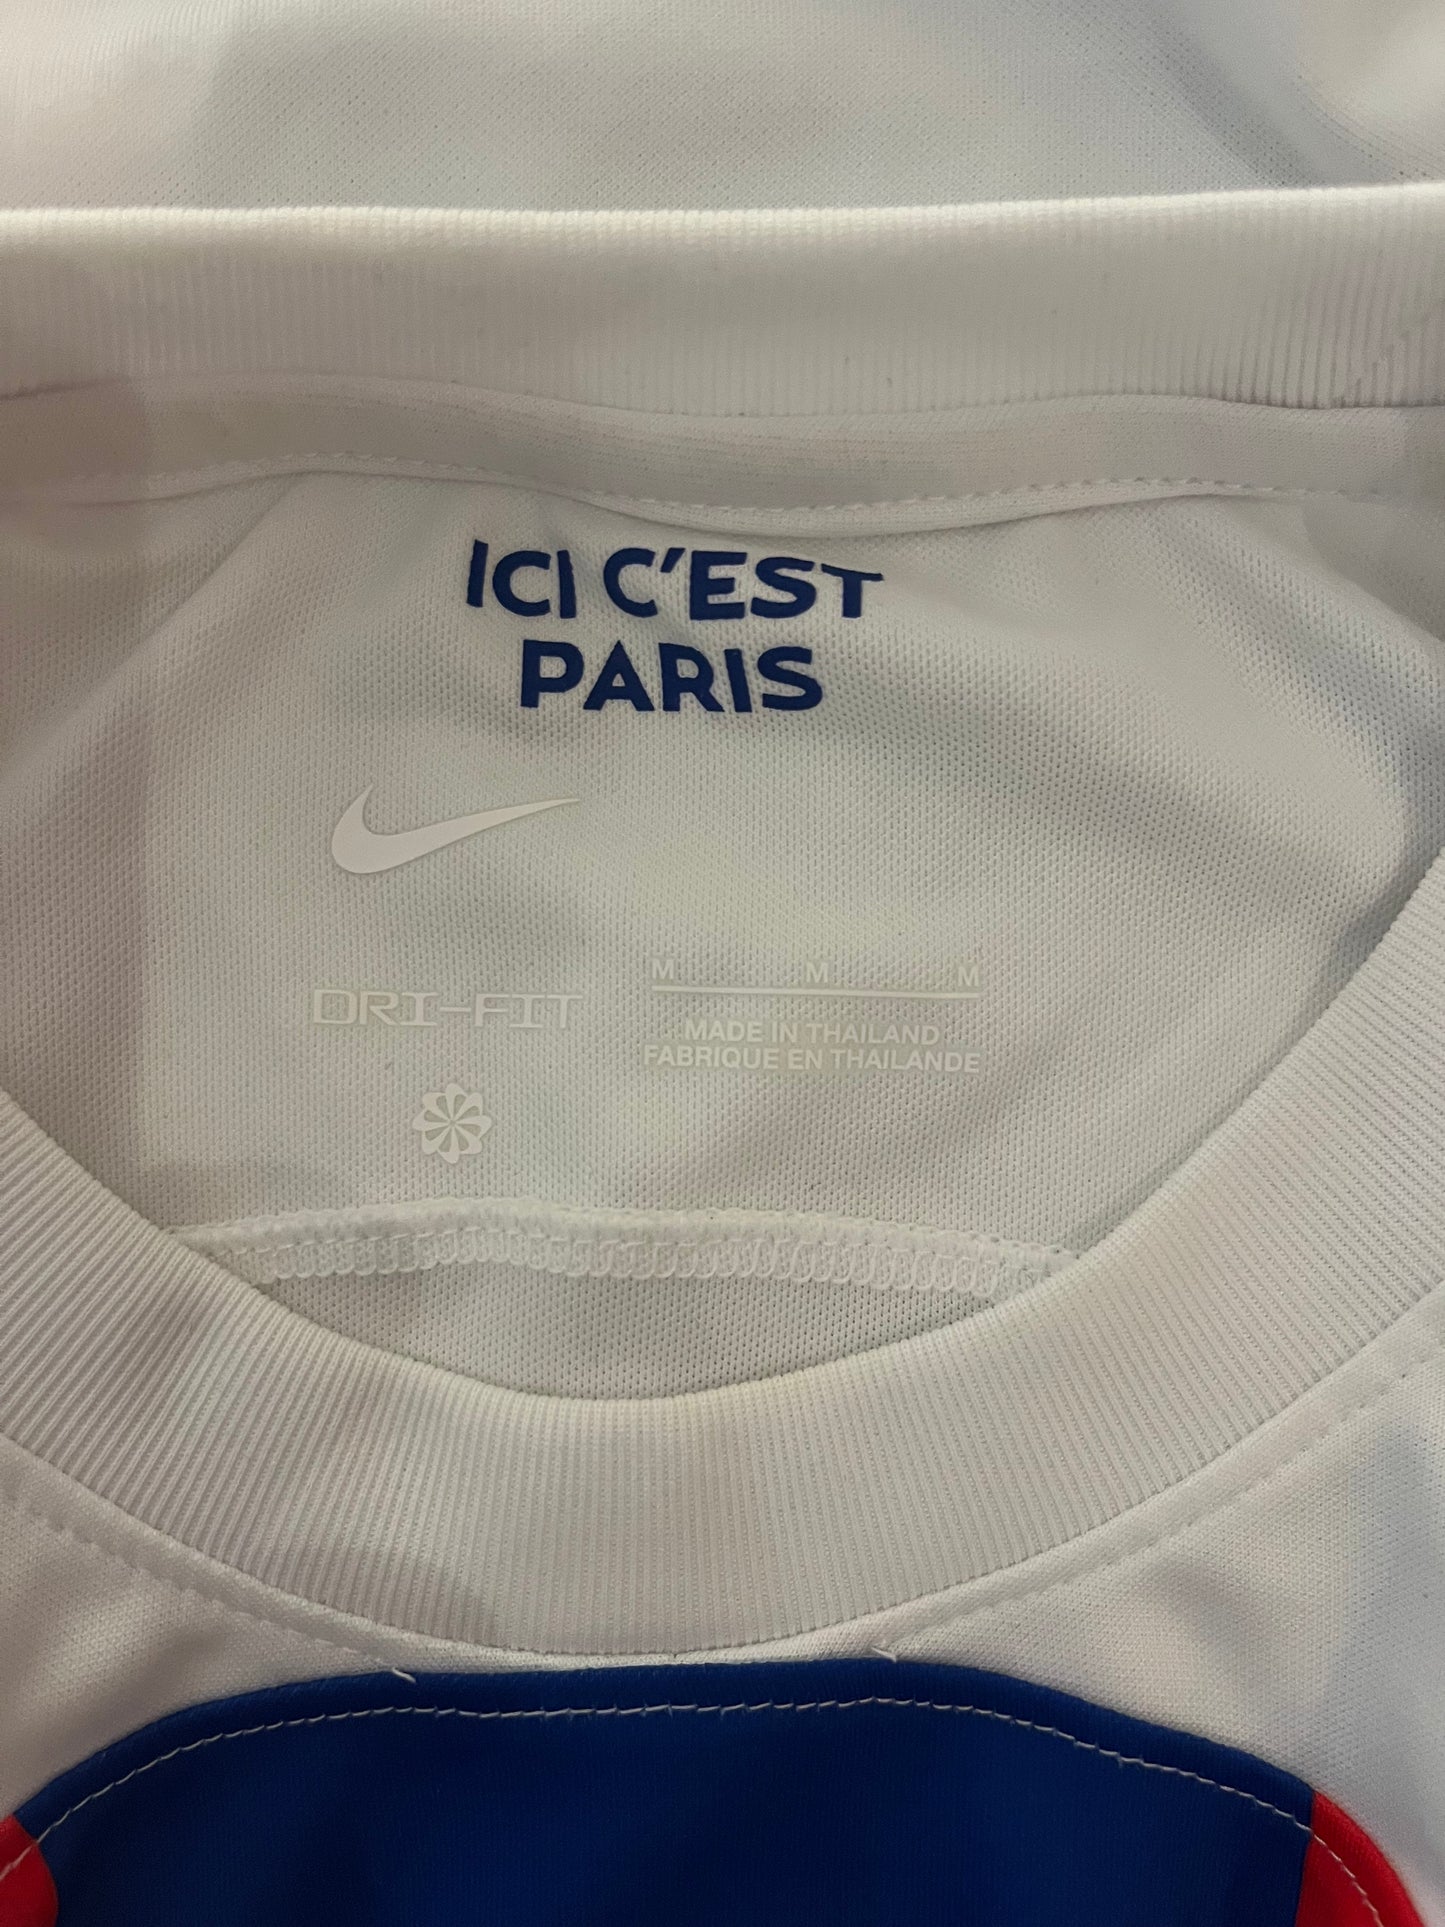 ICI C'EST
PARIS
DRI-FIT
M M M
MADE IN THAILAND
FABRIQUE EN THAILANDE